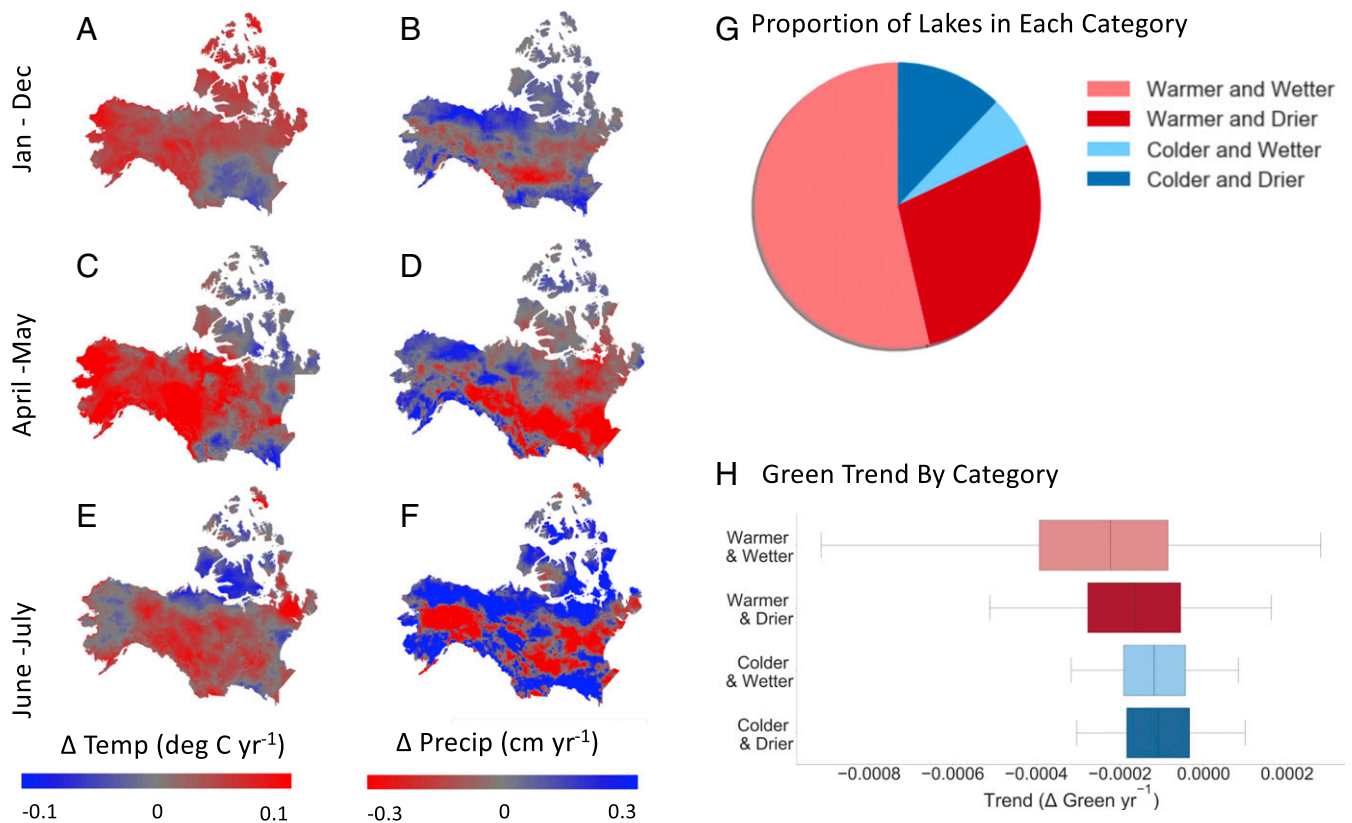 A
B
Jan - Dec
C
D
April -May
E
F
June -July
Δ Temp (deg C yr-1)
-0.1
0
0.1
Δ Precip (cm yr-1)
-0.3
0
0.3
G Proportion of Lakes in Each Category
Warmer and Wetter
Warmer and Drier
Colder and Wetter
Colder and Drier
H Green Trend By Category
Warmer
& Wetter
Warmer
& Drier
Colder
& Wetter
Colder
& Drier
−0.0008 −0.0006 −0.0004 −0.0002 0.0000 0.0002
Trend (Δ Green yr−1)